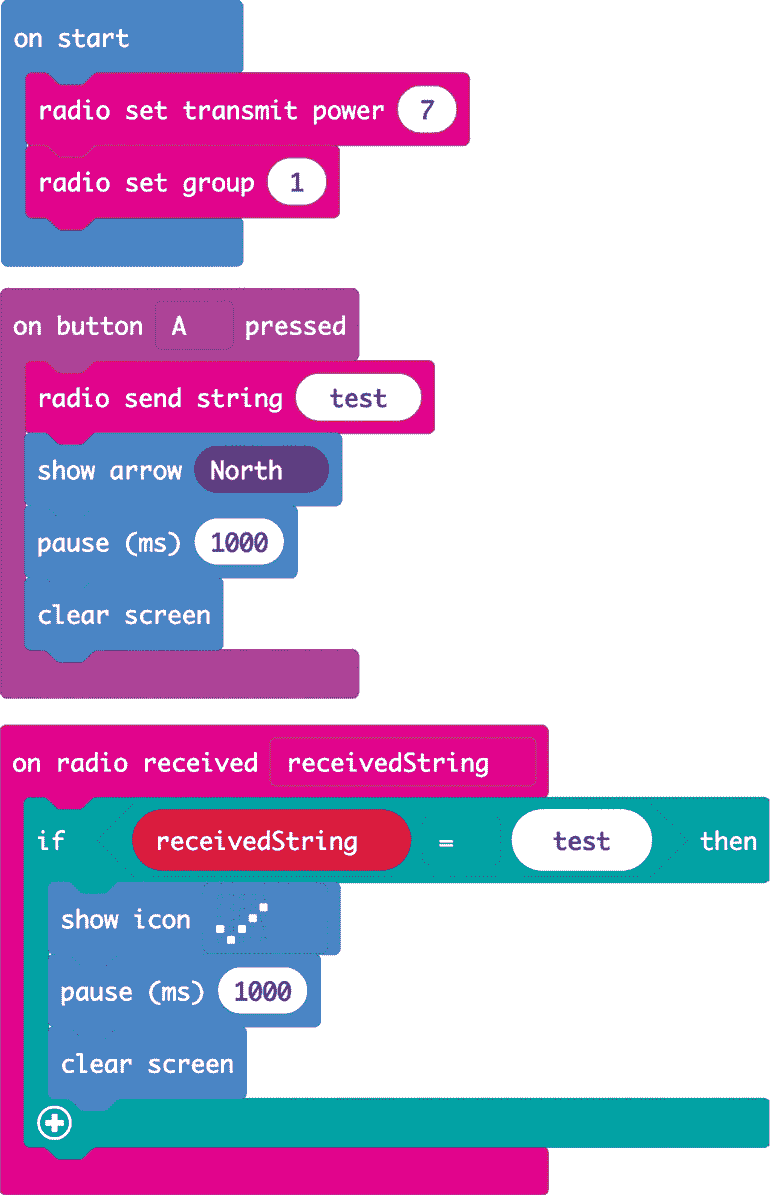 on start
radio set transmit power 7
radio set group 1
on button A pressed
radio send string test
show arrow North
pause (ms) 1000
clear screen
on radio received receivedString
if receivedString = test then
show icon
pause (ms) 1000
clear screen